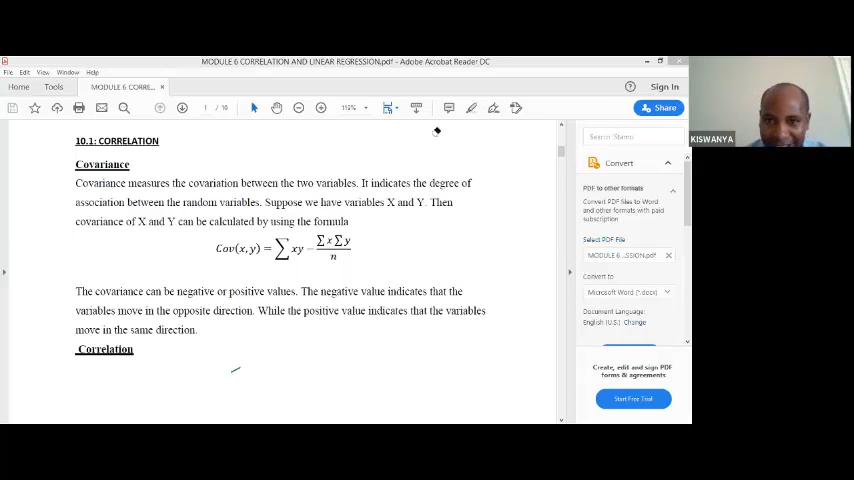 MODULE 6 CORRELATION AND LINEAR REGRESSION.pdf - Adobe Acrobat Reader DC
File Edit View Window Help
Home Tools MODULE 6 CORRE... × Sign In
1 / 10 112% Share
KISWANYA
10.1: CORRELATION
Covariance
Covariance measures the covariation between the two variables. It indicates the degree of
association between the random variables. Suppose we have variables X and Y. Then
covariance of X and Y can be calculated by using the formula
Cov(x, y) = ∑ xy − ∑ x ∑ y / n
The covariance can be negative or positive values. The negative value indicates that the
variables move in the opposite direction. While the positive value indicates that the variables
move in the same direction.
Correlation
Convert
PDF to other formats
Convert PDF files to Word
and other formats with paid
subscription
Select PDF File
MODULE 6 ...SSION.pdf ×
Convert to
Microsoft Word (*.docx)
Document Language:
English (U.S.) Change
Create, edit and sign PDF
forms & agreements
Start Free Trial